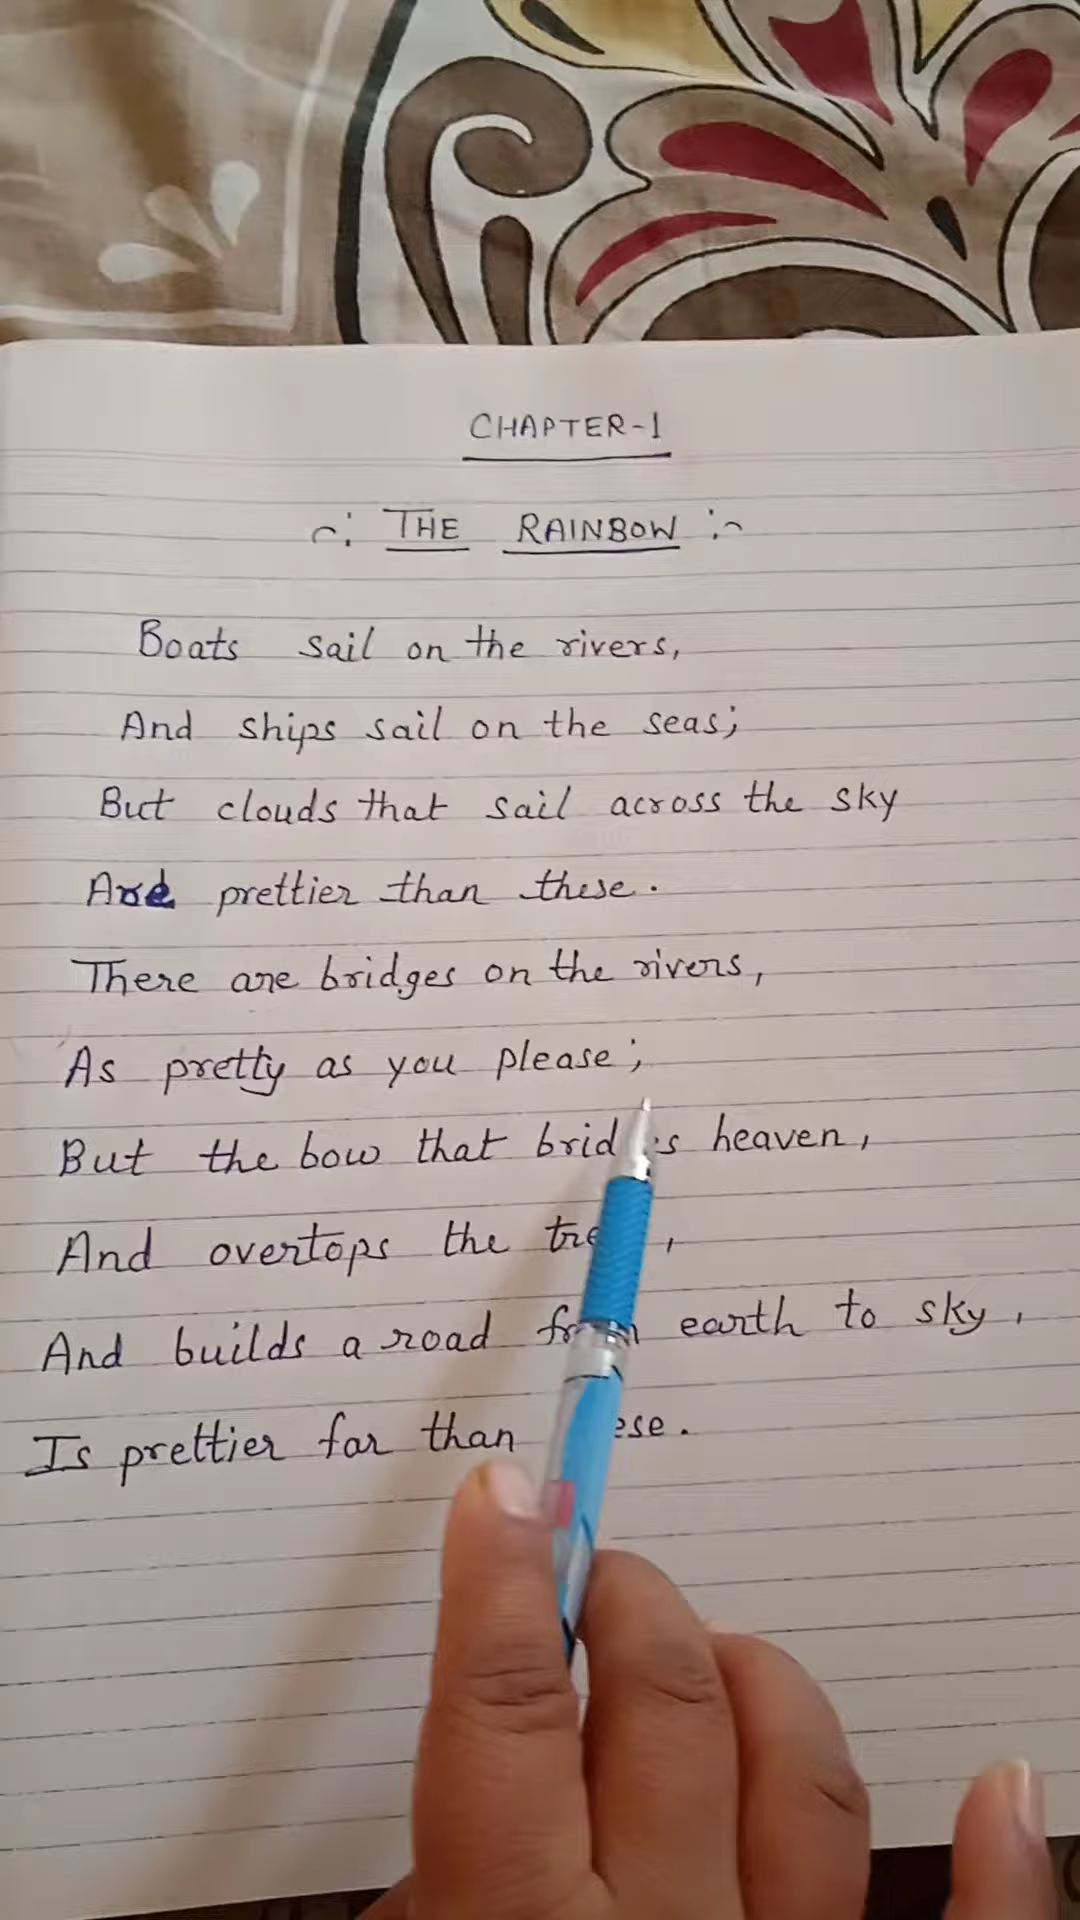 CHAPTER-1
~: THE RAINBOW :~
Boats sail on the rivers,
And ships sail on the seas;
But clouds that sail across the sky
Are prettier than these.
There are bridges on the rivers,
As pretty as you please;
But the bow that heaven,
And overtops the ,
And builds a road from earth to sky,
Is prettier far than .